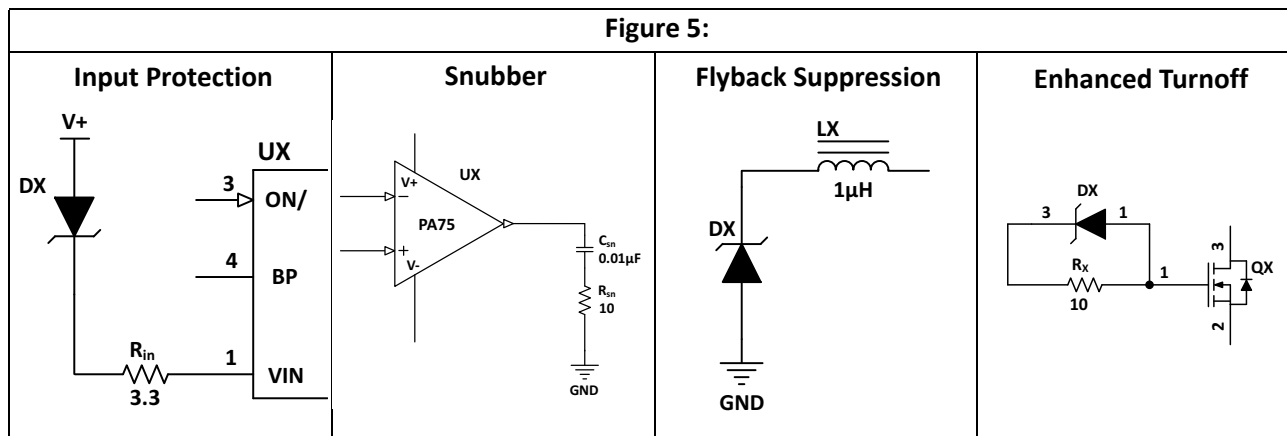 Figure 5:
Input Protection
V+
DX
UX
3
ON/
4
BP
Rin
3.3
1
VIN
Snubber
V+
UX
PA75
V-
Csn
0.01µF
Rsn
10
GND
Flyback Suppression
LX
1µH
DX
GND
Enhanced Turnoff
DX
3
1
RX
10
1
3
QX
2